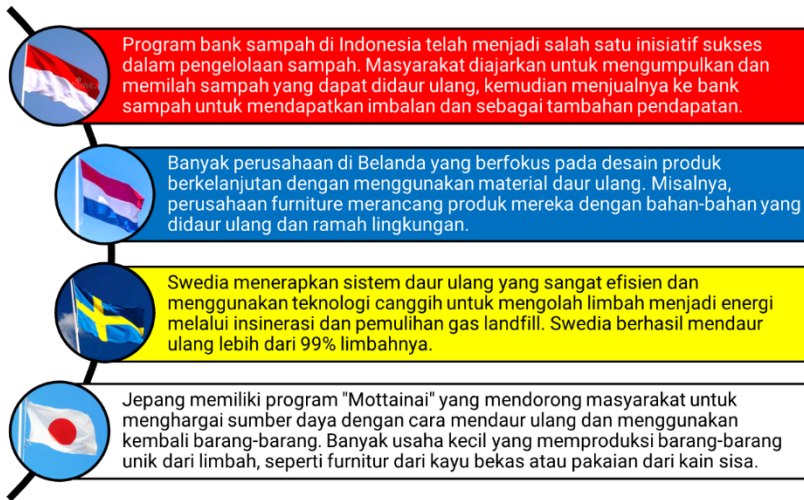 Program bank sampah di Indonesia telah menjadi salah satu inisiatif sukses
dalam pengelolaan sampah. Masyarakat diajarkan untuk mengumpulkan dan
memilah sampah yang dapat didaur ulang, kemudian menjualnya ke bank
sampah untuk mendapatkan imbalan dan sebagai tambahan pendapatan.
Banyak perusahaan di Belanda yang berfokus pada desain produk
berkelanjutan dengan menggunakan material daur ulang. Misalnya,
perusahaan furniture merancang produk mereka dengan bahan-bahan yang
didaur ulang dan ramah lingkungan.
Swedia menerapkan sistem daur ulang yang sangat efisien dan
menggunakan teknologi canggih untuk mengolah limbah menjadi energi
melalui insinerasi dan pemulihan gas landfill. Swedia berhasil mendaur
ulang lebih dari 99% limbahnya.
Jepang memiliki program "Mottainai" yang mendorong masyarakat untuk
menghargai sumber daya dengan cara mendaur ulang dan menggunakan
kembali barang-barang. Banyak usaha kecil yang memproduksi barang-barang
unik dari limbah, seperti furnitur dari kayu bekas atau pakaian dari kain sisa.